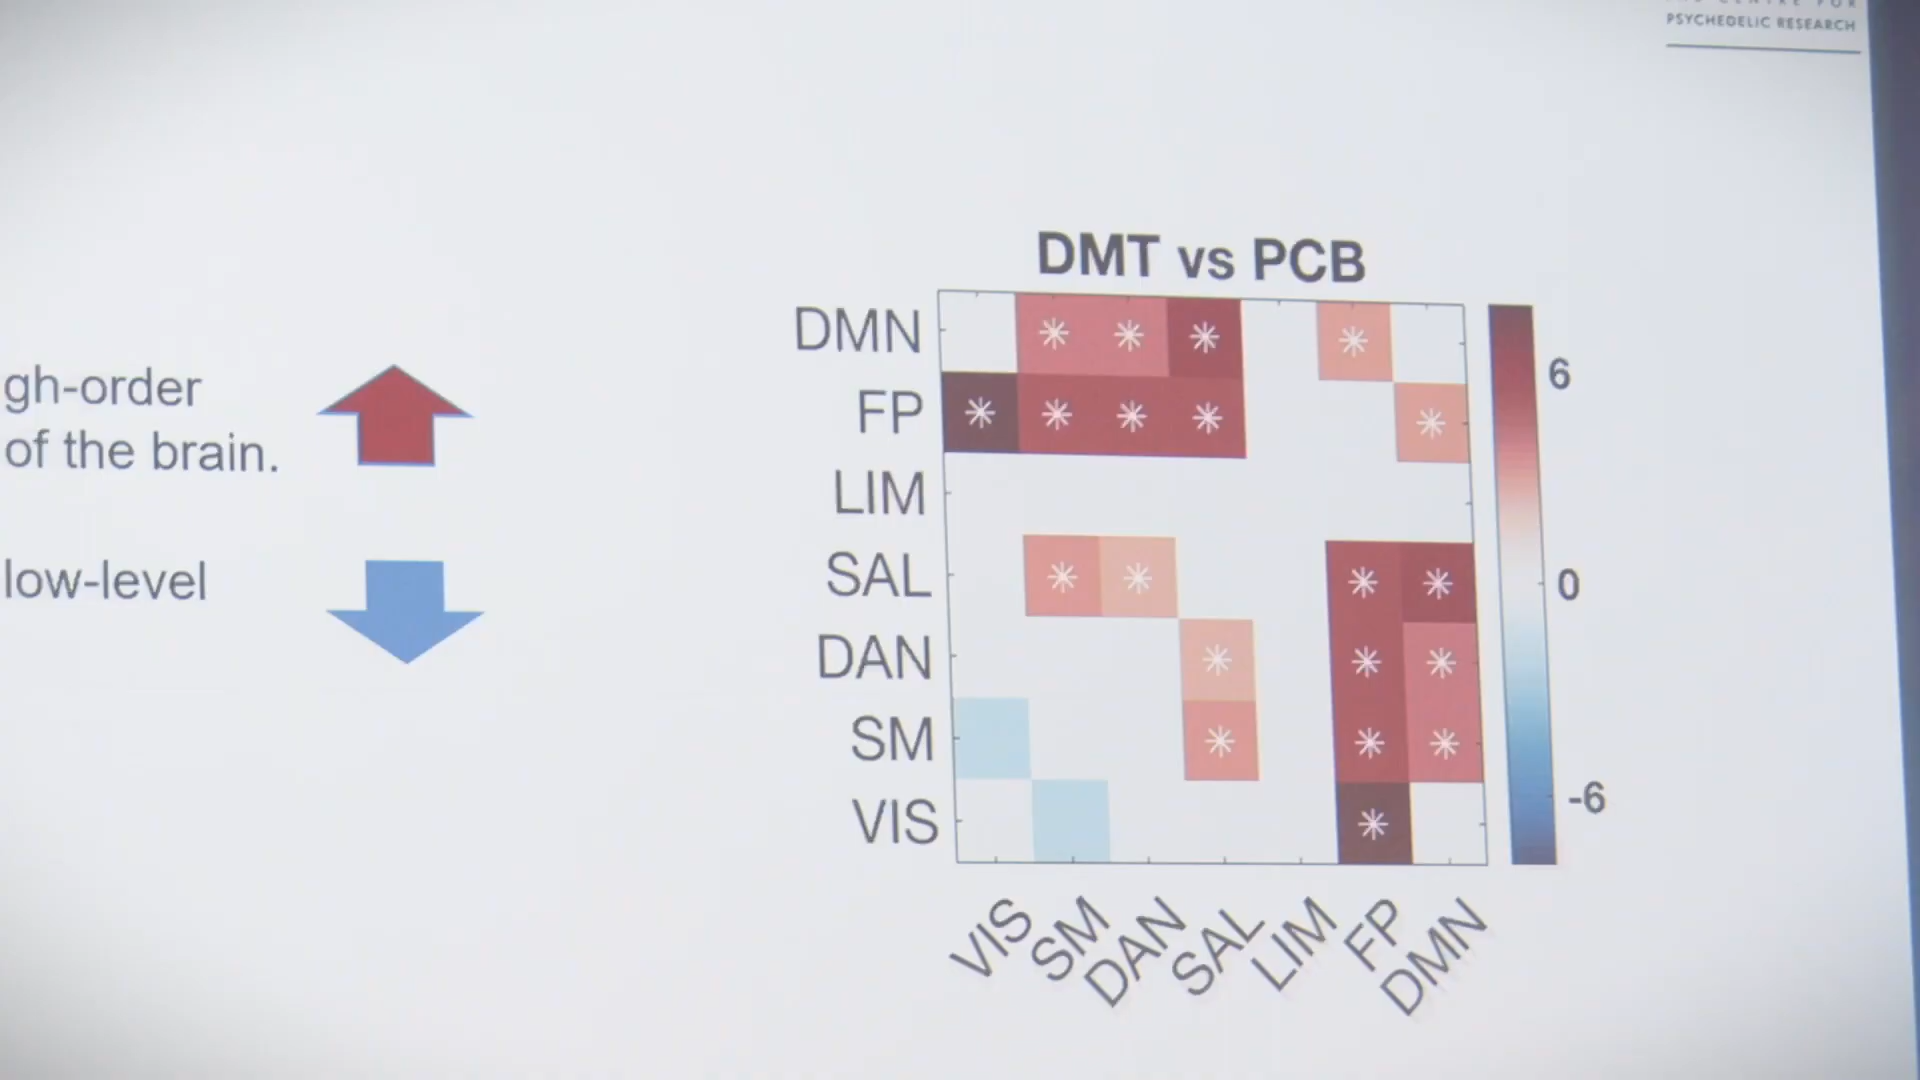 PSYCHEDELIC RESEARCH
DMT vs PCB
gh-order
of the brain.
low-level
DMN
FP
LIM
SAL
DAN
SM
VIS
6
0
-6
VIS
SM
DAN
SAL
LIM
FP
DMN